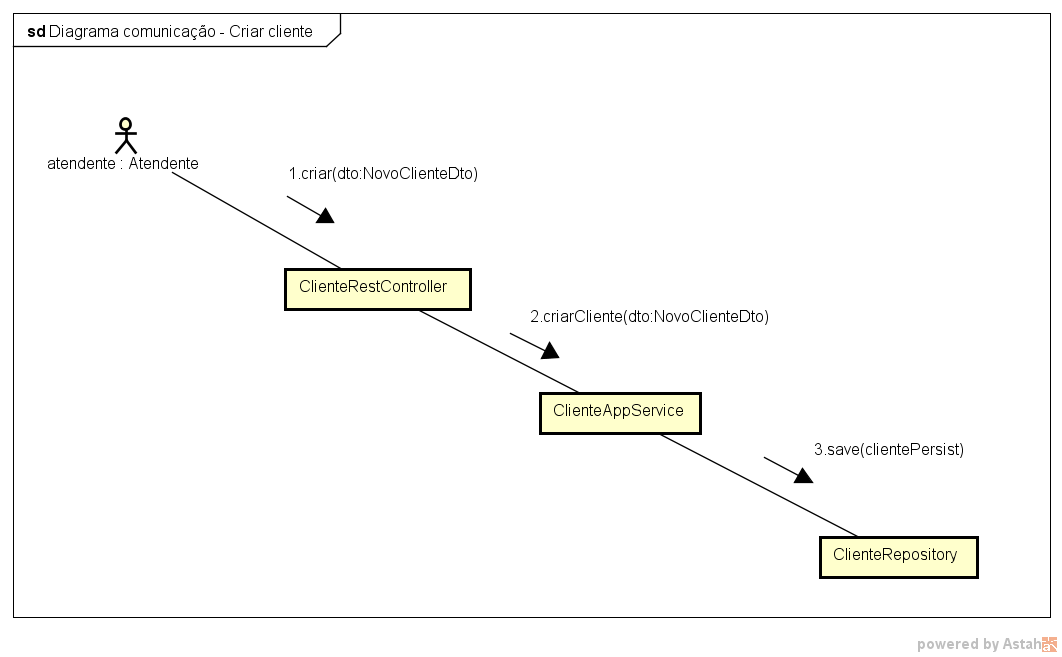 sd Diagrama comunicação - Criar cliente
atendente : Atendente
1.criar(dto:NovoClienteDto)
ClienteRestController
2.criarCliente(dto:NovoClienteDto)
ClienteAppService
3.save(clientePersist)
ClienteRepository
powered by Astah